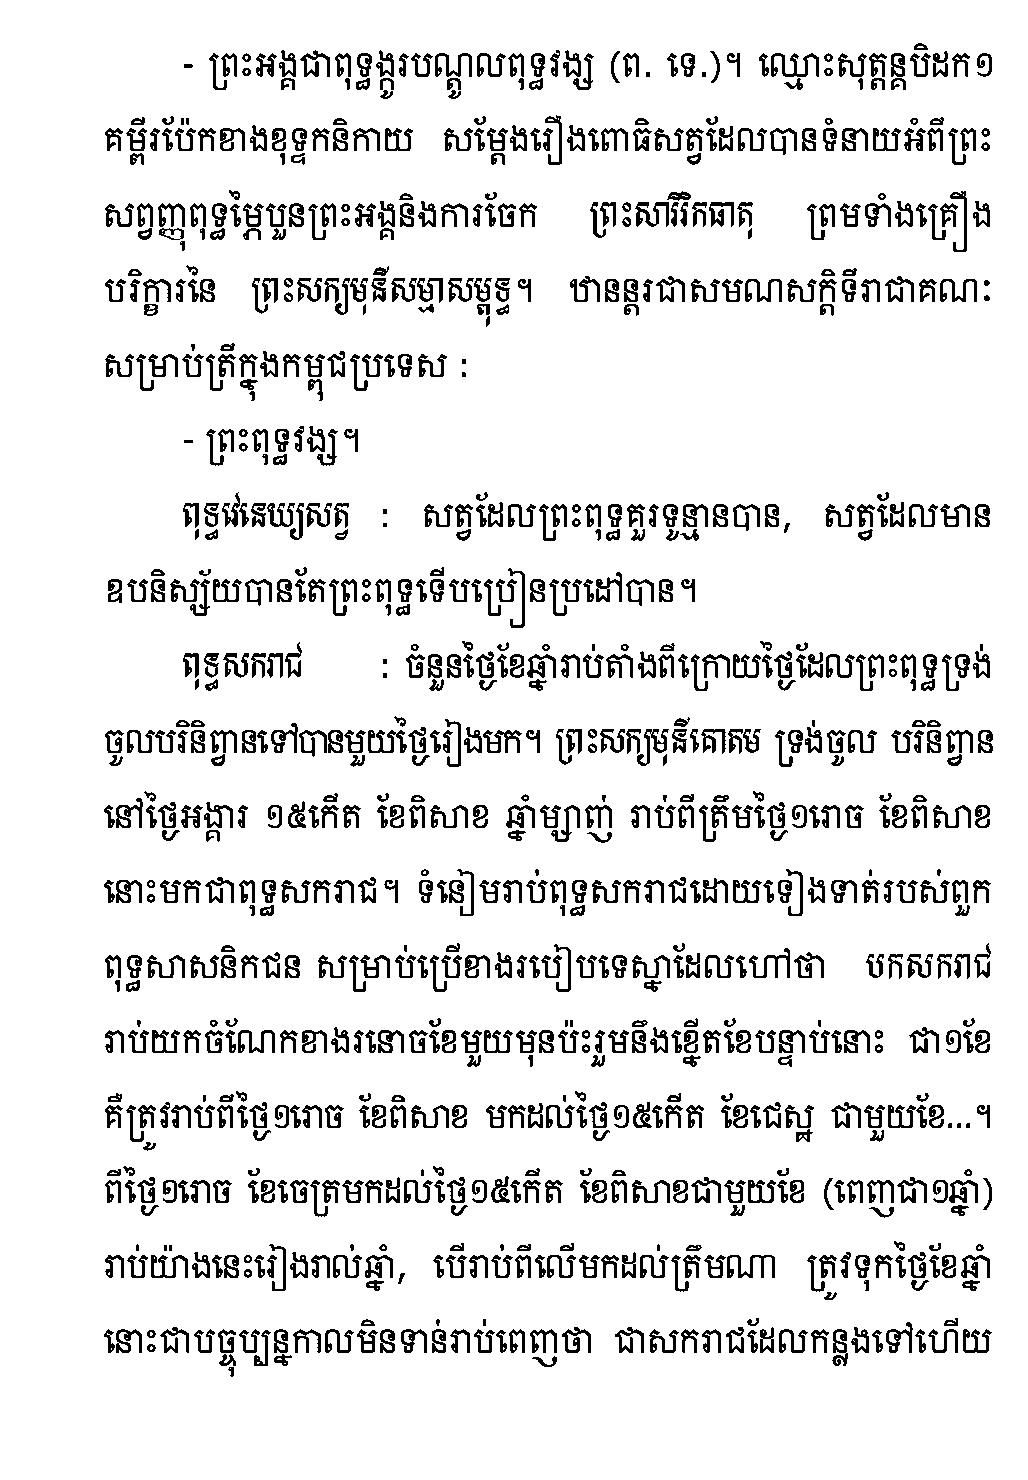 - ព្រះអង្គជាពុទ្ធង្កូរបណ្តូលពុទ្ធវង្ស (ព. ទេ.)។ ឈ្មោះសុត្តន្តបិដក១
គម្ពីរប៉ែកខាងខុទ្ទកនិកាយ សម្តែងរឿងពោធិសត្វដែលបានទំនាយអំពីព្រះ
សព្វញ្ញុពុទ្ធម្ភៃបួនព្រះអង្គនិងការចែក ព្រះសារីរិកធាតុ ព្រមទាំងគ្រឿង
បរិក្ខារនៃ ព្រះសក្យមុនីសម្មាសម្ពុទ្ធ។ ឋានន្តរជាសមណសក្តិទីរាជាគណៈ
សម្រាប់ត្រឹក្នុងកម្ពុជប្រទេស :
- ព្រះពុទ្ធវង្ស។
ពុទ្ធវេនេយ្យសត្វ : សត្វដែលព្រះពុទ្ធគួរទូន្មានបាន, សត្វដែលមាន
ឧបនិស្ស័យបានតែព្រះពុទ្ធទើបប្រៀនប្រដៅបាន។
ពុទ្ធសករាជ : ចំនួនថ្ងៃខែឆ្នាំរាប់តាំងពីក្រោយថ្ងៃដែលព្រះពុទ្ធទ្រង់
ចូលបរិនិព្វានទៅបានមួយថ្ងៃរៀងមក។ ព្រះសក្យមុនីគោតម ទ្រង់ចូល បរិនិព្វាន
នៅថ្ងៃអង្គារ ១៥កើត ខែពិសាខ ឆ្នាំម្សាញ់ រាប់ពីត្រឹមថ្ងៃ១រោច ខែពិសាខ
នោះមកជាពុទ្ធសករាជ។ ទំនៀមរាប់ពុទ្ធសករាជដោយទៀងទាត់របស់ពួក
ពុទ្ធសាសនិកជន សម្រាប់ប្រើខាងរបៀបទេស្នាដែលហៅថា បកសករាជ
រាប់យកចំណែកខាងរនោចខែមួយមុនប៉ះរួមនឹងខ្នើតខែបន្ទាប់នោះ ជា១ខែ
គឺត្រូវរាប់ពីថ្ងៃ១រោច ខែពិសាខ មកដល់ថ្ងៃ១៥កើត ខែជេស្ឋ ជាមួយខែ...។
ពីថ្ងៃ១រោច ខែចេត្រមកដល់ថ្ងៃ១៥កើត ខែពិសាខជាមួយខែ (ពេញជា១ឆ្នាំ)
រាប់យ៉ាងនេះរៀងរាល់ឆ្នាំ, បើរាប់ពីលើមកដល់ត្រឹមណា ត្រូវទុកថ្ងៃខែឆ្នាំ
នោះជាបច្ចុប្បន្នកាលមិនទាន់រាប់ពេញថា ជាសករាជដែលកន្លងទៅហើយ